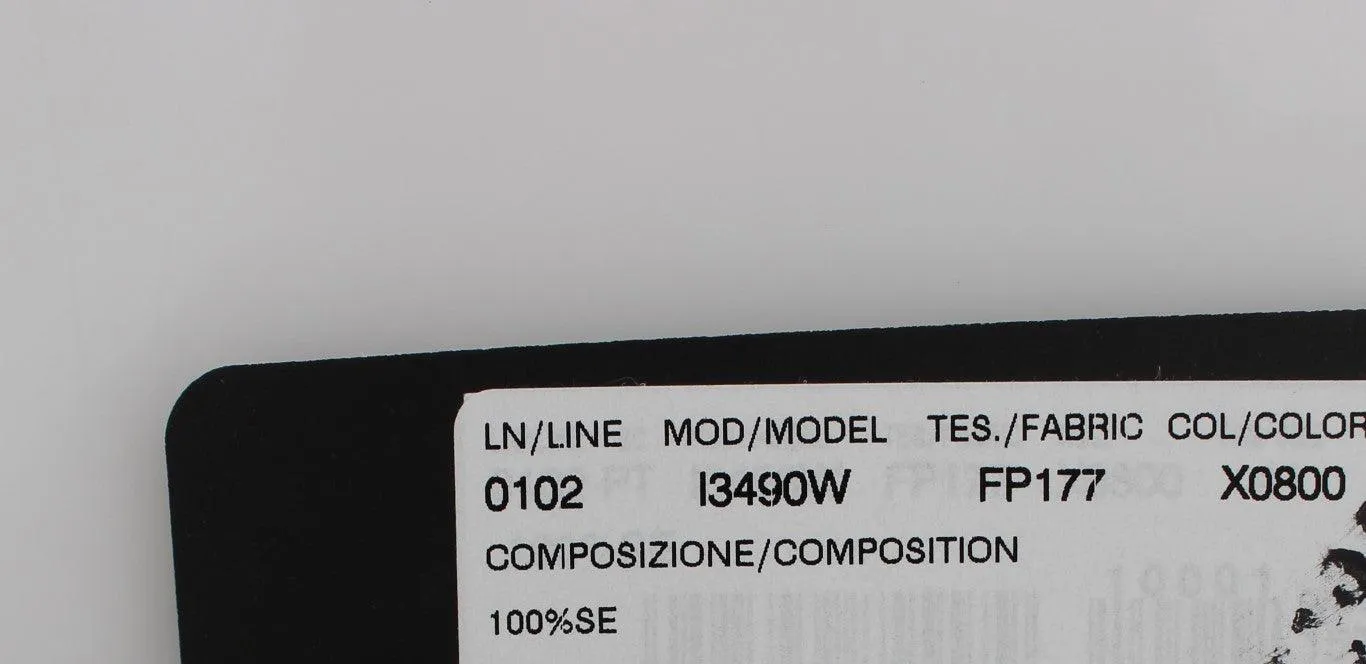 LN/LINE MOD/MODEL TES./FABRIC COL/COLOR
0102 I3490W FP177 X0800
COMPOSIZIONE/COMPOSITION
100%SE